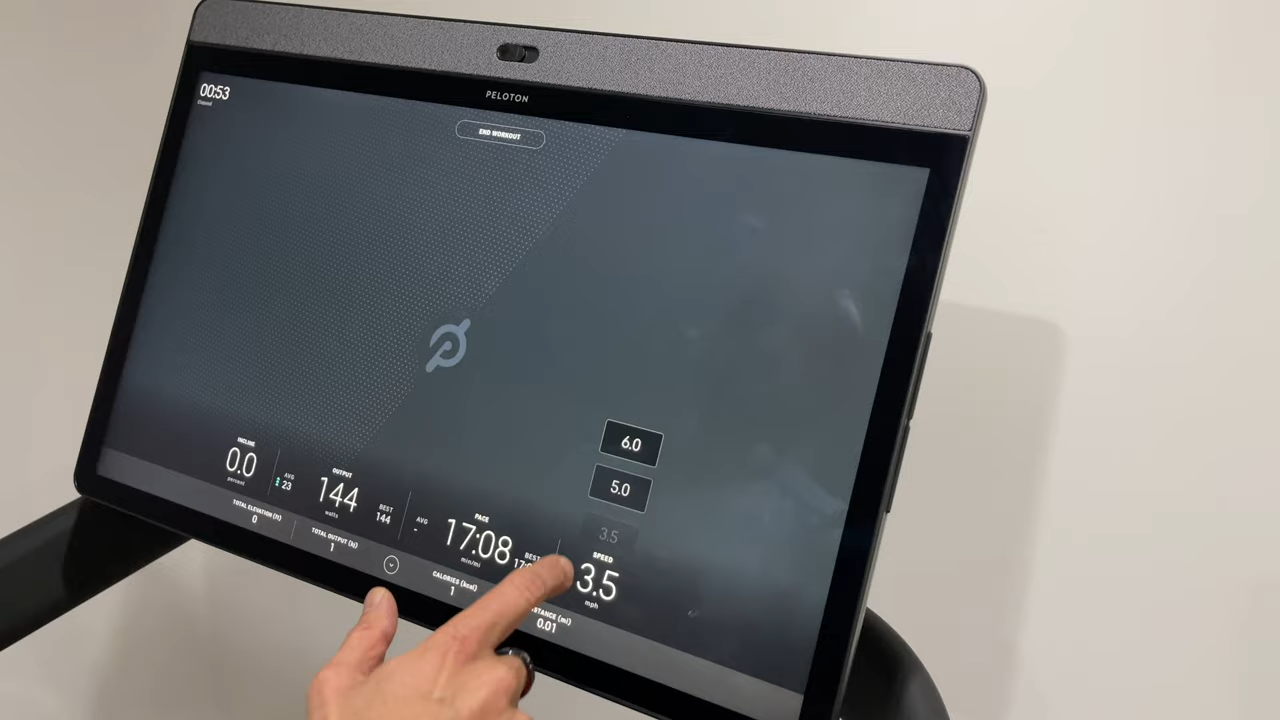 00:53
Elapsed
PELOTON
END WORKOUT
6.0
5.0
3.5
INCLINE
0.0
percent
AVG
23
OUTPUT
144
watts
BEST
144
AVG
-
PACE
17:08
min/mi
BEST
SPEED
3.5
mph
TOTAL ELEVATION (ft)
0
TOTAL OUTPUT (kj)
1
CALORIES (kcal)
1
(mi)
0.01